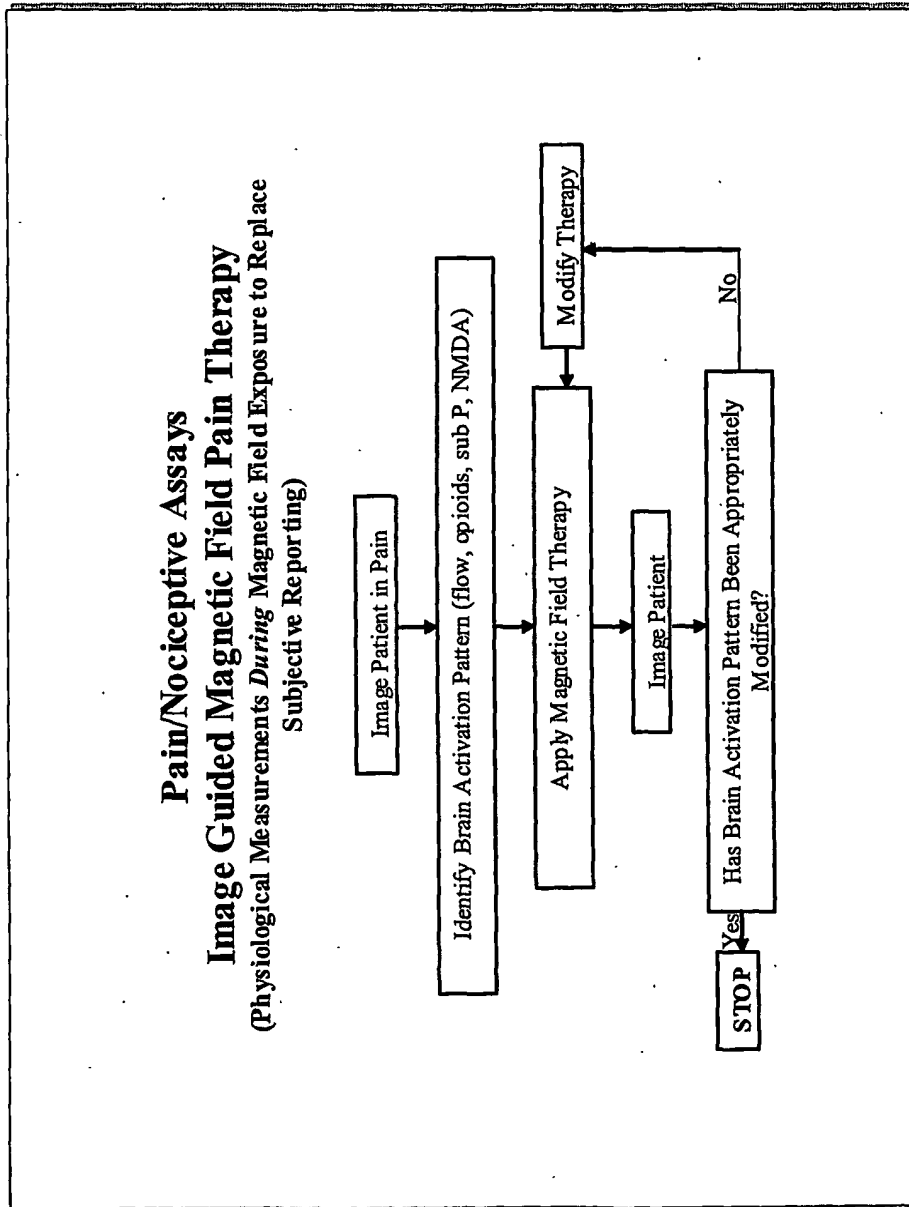 Pain/Nociceptive Assays
Image Guided Magnetic Field Pain Therapy
(Physiological Measurements During Magnetic Field Exposure to Replace
Subjective Reporting)
Image Patient in Pain
Identify Brain Activation Pattern (flow, opioids, sub P, NMDA)
Apply Magnetic Field Therapy
Modify Therapy
Image Patient
Has Brain Activation Pattern Been Appropriately
Modified?
Yes
No
STOP